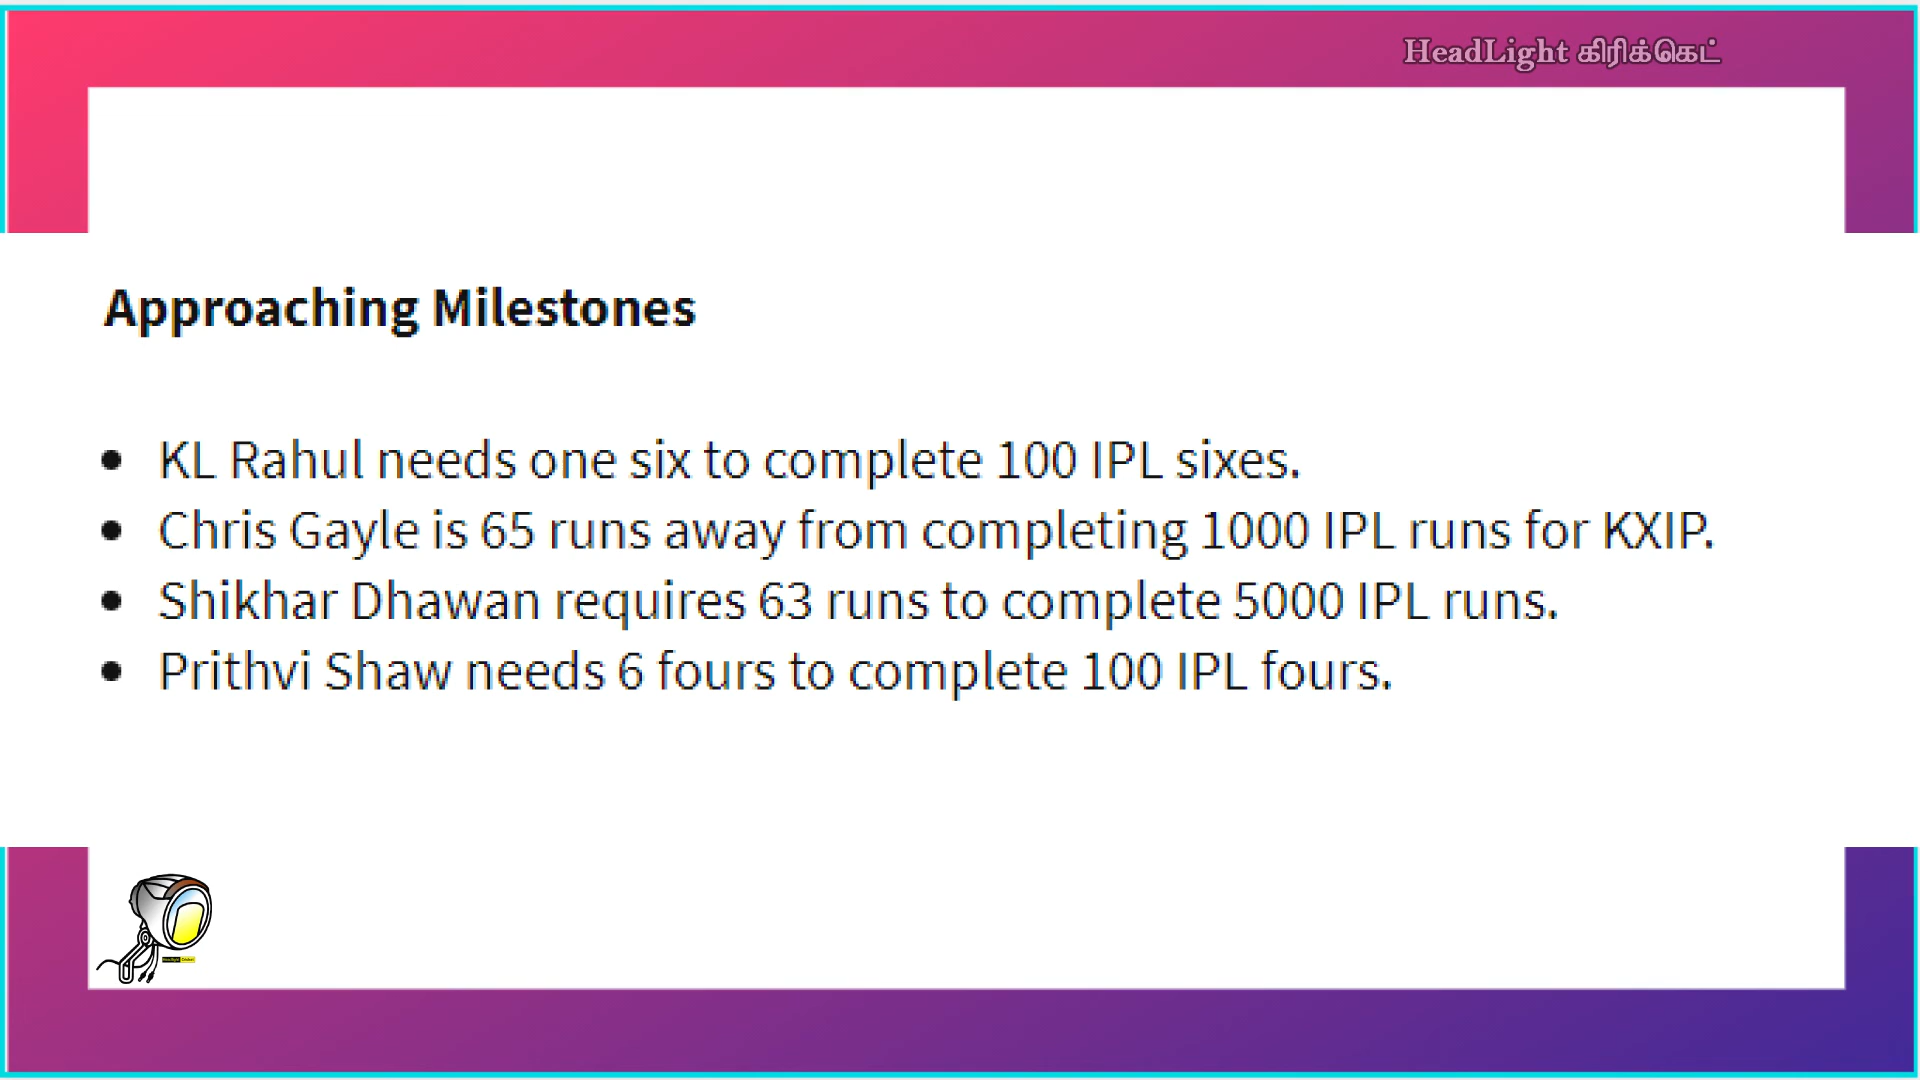 HeadLight கிரிக்கெட்
Approaching Milestones
• KL Rahul needs one six to complete 100 IPL sixes.
• Chris Gayle is 65 runs away from completing 1000 IPL runs for KXIP.
• Shikhar Dhawan requires 63 runs to complete 5000 IPL runs.
• Prithvi Shaw needs 6 fours to complete 100 IPL fours.